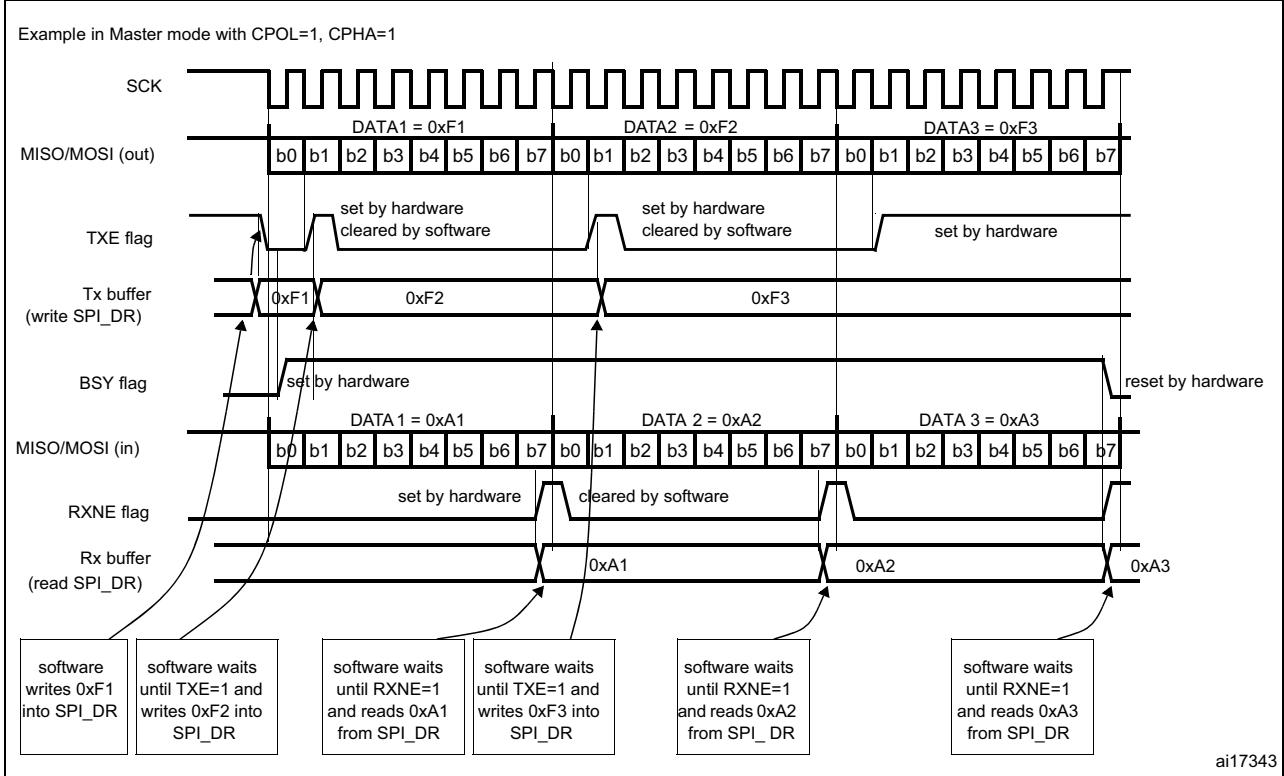 Example in Master mode with CPOL=1, CPHA=1
SCK
DATA1 = 0xF1
DATA2 = 0xF2
DATA3 = 0xF3
MISO/MOSI (out)
b0 b1 b2 b3 b4 b5 b6 b7 b0 b1 b2 b3 b4 b5 b6 b7 b0 b1 b2 b3 b4 b5 b6 b7
TXE flag
set by hardware
cleared by software
set by hardware
cleared by software
set by hardware
Tx buffer
(write SPI_DR)
0xF1
0xF2
0xF3
BSY flag
set by hardware
reset by hardware
DATA 1 = 0xA1
DATA 2 = 0xA2
DATA 3 = 0xA3
MISO/MOSI (in)
b0 b1 b2 b3 b4 b5 b6 b7 b0 b1 b2 b3 b4 b5 b6 b7 b0 b1 b2 b3 b4 b5 b6 b7
RXNE flag
set by hardware
cleared by software
Rx buffer
(read SPI_DR)
0xA1
0xA2
0xA3
software
writes 0xF1
into SPI_DR
software waits
until TXE=1 and
writes 0xF2 into
SPI_DR
software waits
until RXNE=1
and reads 0xA1
from SPI_DR
software waits
until TXE=1 and
writes 0xF3 into
SPI_DR
software waits
until RXNE=1
and reads 0xA2
from SPI_ DR
software waits
until RXNE=1
and reads 0xA3
from SPI_DR
ai17343